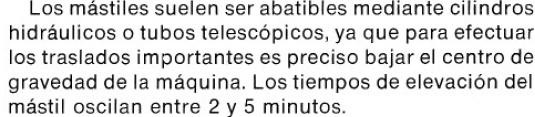 Los mástiles suelen ser abatibles mediante cilindros
hidráulicos o tubos telescópicos, ya que para efectuar
los traslados importantes es preciso bajar el centro de
gravedad de la máquina. Los tiempos de elevación del
mástil oscilan entre 2 y 5 minutos.